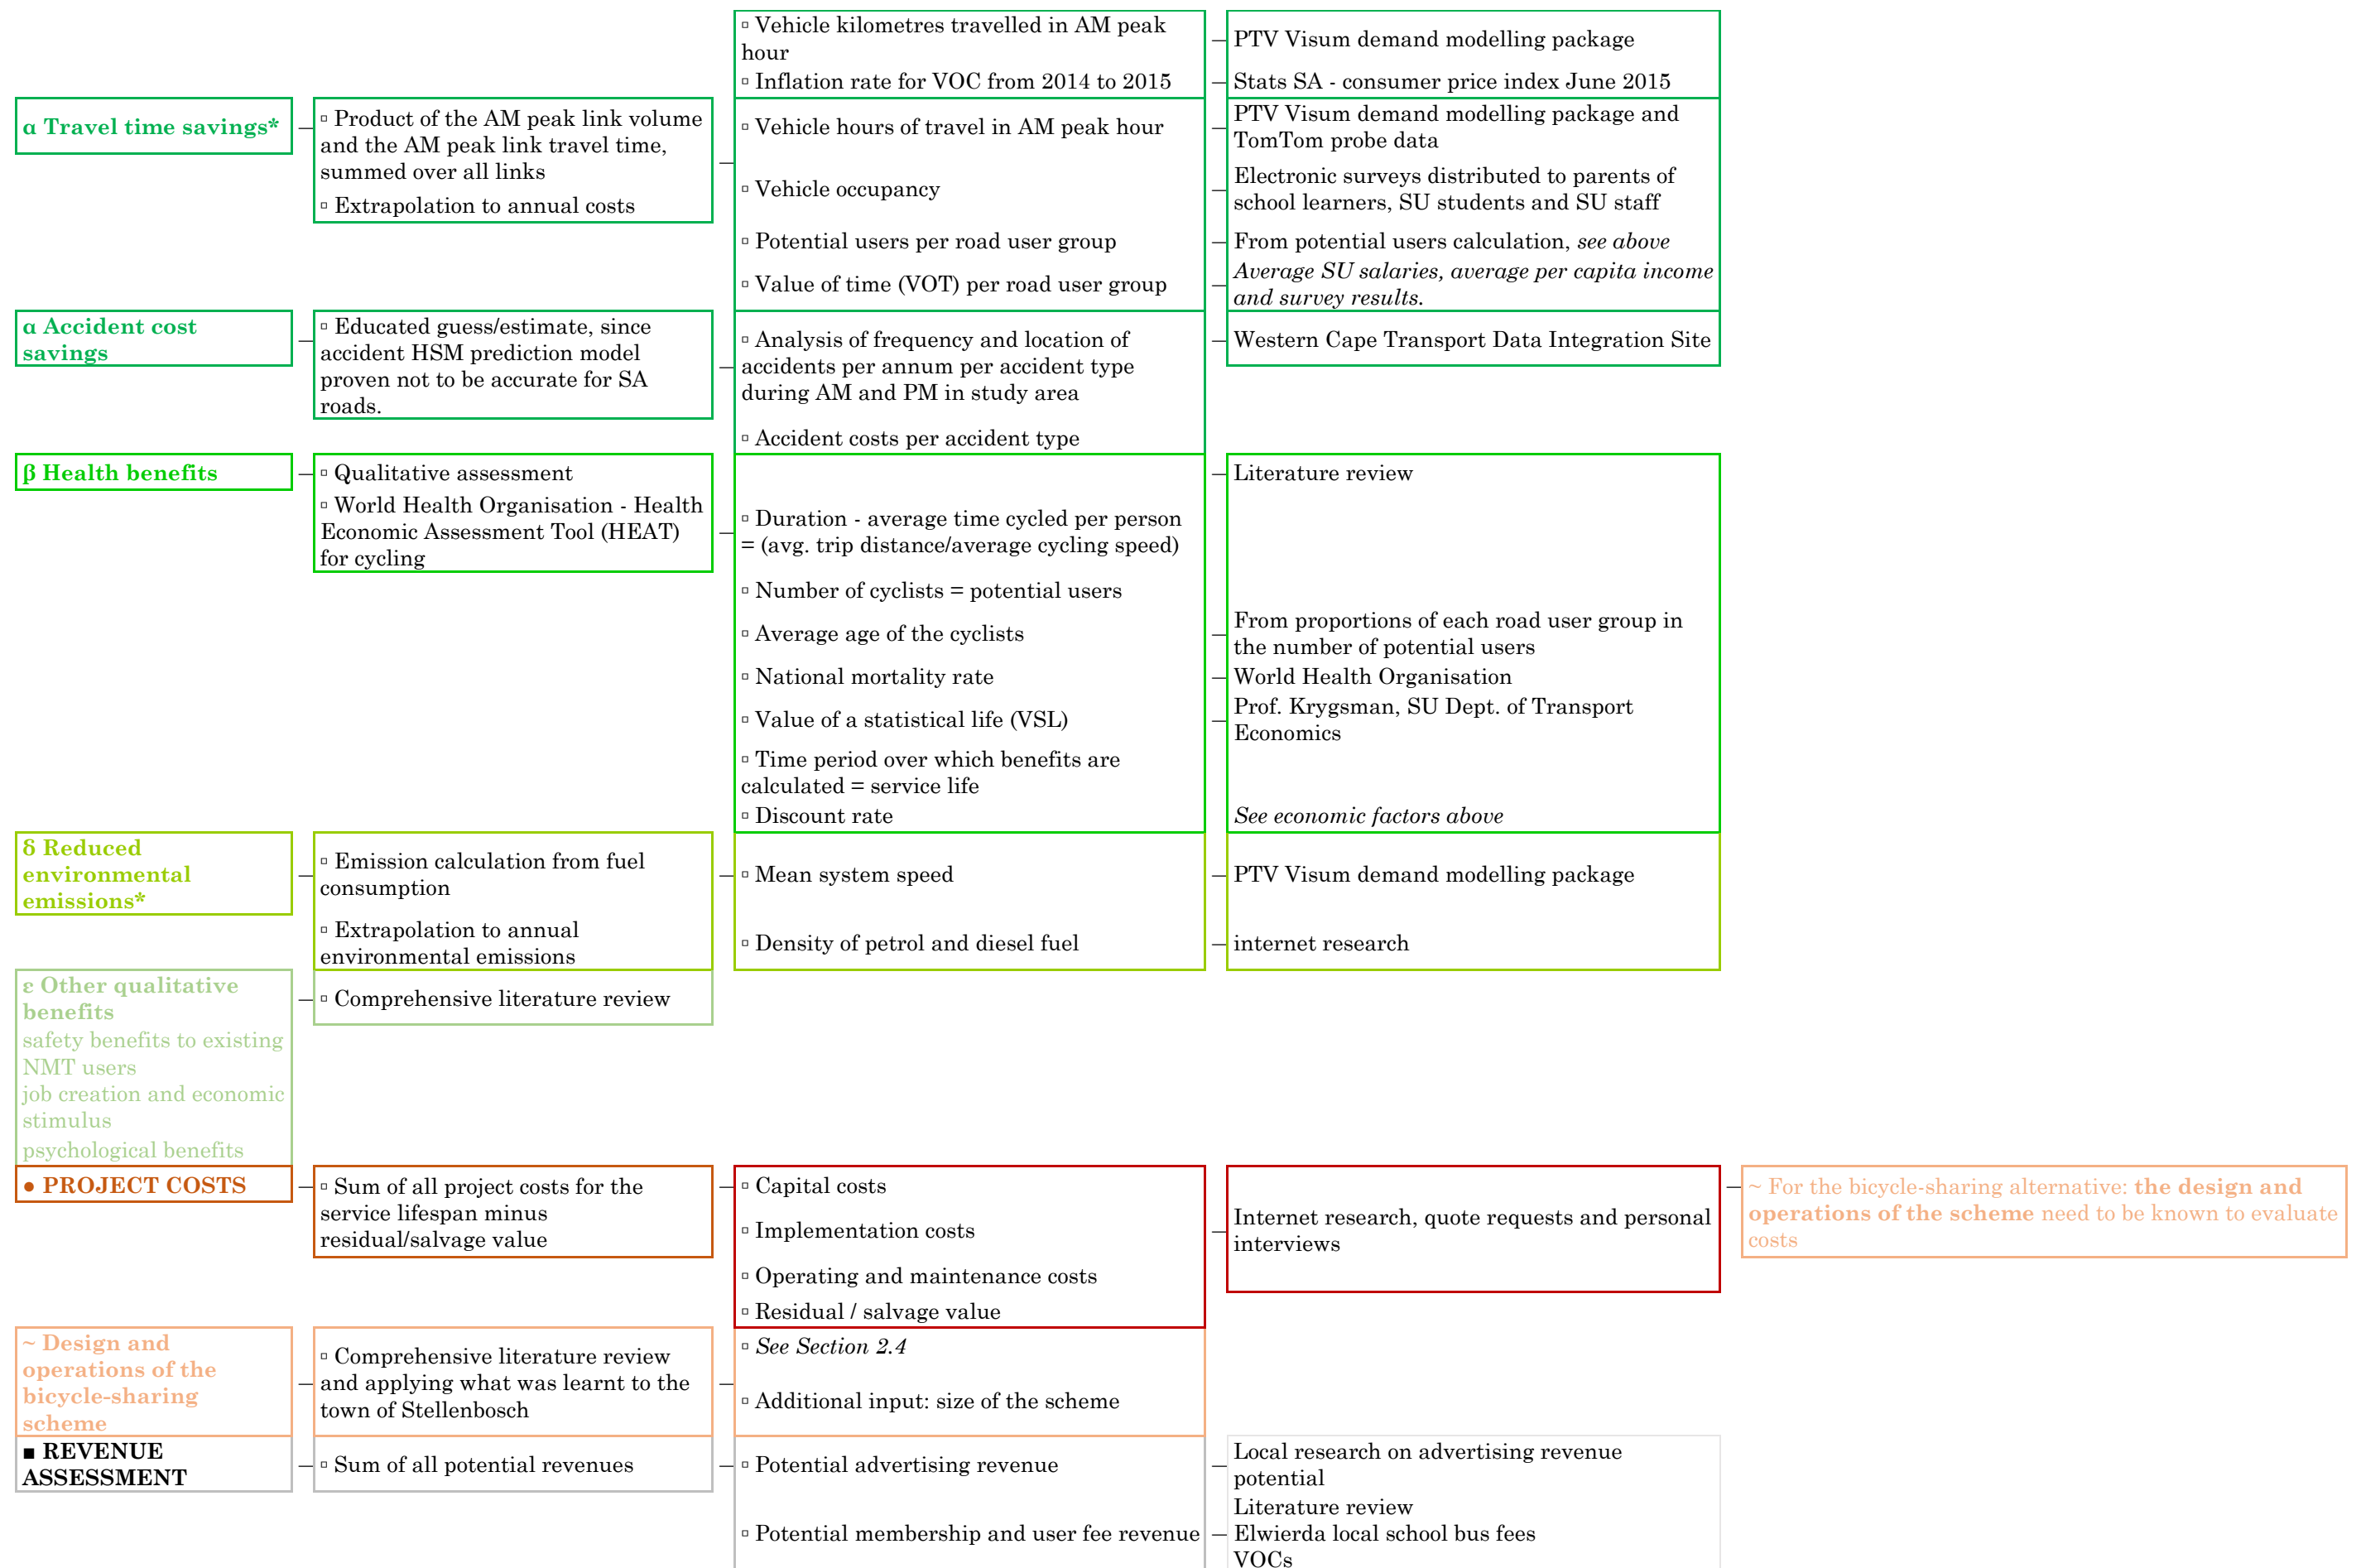 ▫ Vehicle kilometres travelled in AM peak
hour
PTV Visum demand modelling package
▫ Inflation rate for VOC from 2014 to 2015
Stats SA - consumer price index June 2015
α Travel time savings*
▫ Product of the AM peak link volume
and the AM peak link travel time,
summed over all links
▫ Extrapolation to annual costs
▫ Vehicle hours of travel in AM peak hour
PTV Visum demand modelling package and
TomTom probe data
▫ Vehicle occupancy
Electronic surveys distributed to parents of
school learners, SU students and SU staff
▫ Potential users per road user group
From potential users calculation, see above
▫ Value of time (VOT) per road user group
Average SU salaries, average per capita income
and survey results.
α Accident cost
savings
▫ Educated guess/estimate, since
accident HSM prediction model
proven not to be accurate for SA
roads.
▫ Analysis of frequency and location of
accidents per annum per accident type
during AM and PM in study area
Western Cape Transport Data Integration Site
▫ Accident costs per accident type
β Health benefits
▫ Qualitative assessment
Literature review
▫ World Health Organisation - Health
Economic Assessment Tool (HEAT)
for cycling
▫ Duration - average time cycled per person
= (avg. trip distance/average cycling speed)
▫ Number of cyclists = potential users
▫ Average age of the cyclists
From proportions of each road user group in
the number of potential users
▫ National mortality rate
World Health Organisation
▫ Value of a statistical life (VSL)
Prof. Krygsman, SU Dept. of Transport
Economics
▫ Time period over which benefits are
calculated = service life
▫ Discount rate
See economic factors above
δ Reduced
environmental
emissions*
▫ Emission calculation from fuel
consumption
▫ Mean system speed
PTV Visum demand modelling package
▫ Extrapolation to annual
environmental emissions
▫ Density of petrol and diesel fuel
internet research
ε Other qualitative
benefits
safety benefits to existing
NMT users
job creation and economic
stimulus
psychological benefits
▫ Comprehensive literature review
● PROJECT COSTS
▫ Sum of all project costs for the
service lifespan minus
residual/salvage value
▫ Capital costs
▫ Implementation costs
▫ Operating and maintenance costs
▫ Residual / salvage value
Internet research, quote requests and personal
interviews
~ For the bicycle-sharing alternative: the design and
operations of the scheme need to be known to evaluate
costs
~ Design and
operations of the
bicycle-sharing
scheme
▫ Comprehensive literature review
and applying what was learnt to the
town of Stellenbosch
▫ See Section 2.4
▫ Additional input: size of the scheme
■ REVENUE
ASSESSMENT
▫ Sum of all potential revenues
▫ Potential advertising revenue
Local research on advertising revenue
potential
▫ Potential membership and user fee revenue
Literature review
Elwierda local school bus fees
VOCs